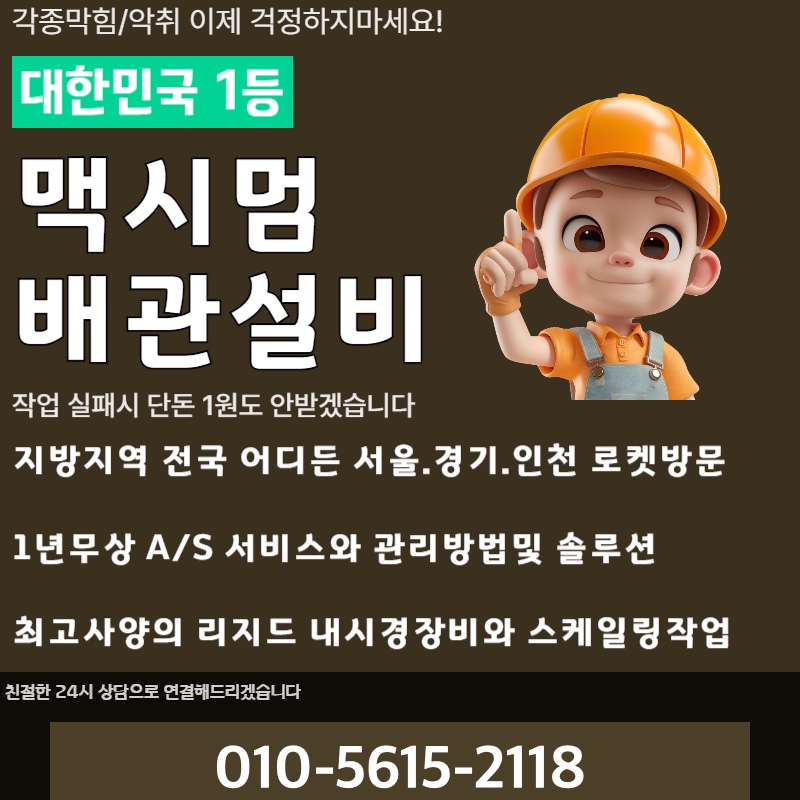 각종막힘/악취 이제 걱정하지마세요!
대한민국 1등
맥시멈
배관설비
작업 실패시 단돈 1원도 안받겠습니다
지방지역 전국 어디든 서울.경기.인천 로켓방문
1년무상 A/S 서비스와 관리방법및 솔루션
최고사양의 리지드 내시경장비와 스케일링작업
친절한 24시 상담으로 연결해드리겠습니다
010-5615-2118